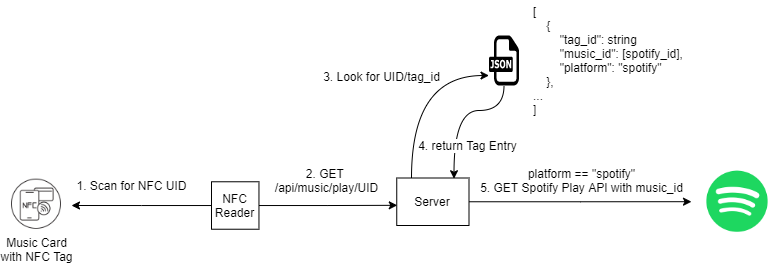 [
{
"tag_id": string
"music_id": [spotify_id],
"platform": "spotify"
},
...
]
JSON
3. Look for UID/tag_id
4. return Tag Entry
1. Scan for NFC UID
2. GET
/api/music/play/UID
platform == "spotify"
5. GET Spotify Play API with music_id
NFC
NFC
Reader
Server
Music Card
with NFC Tag